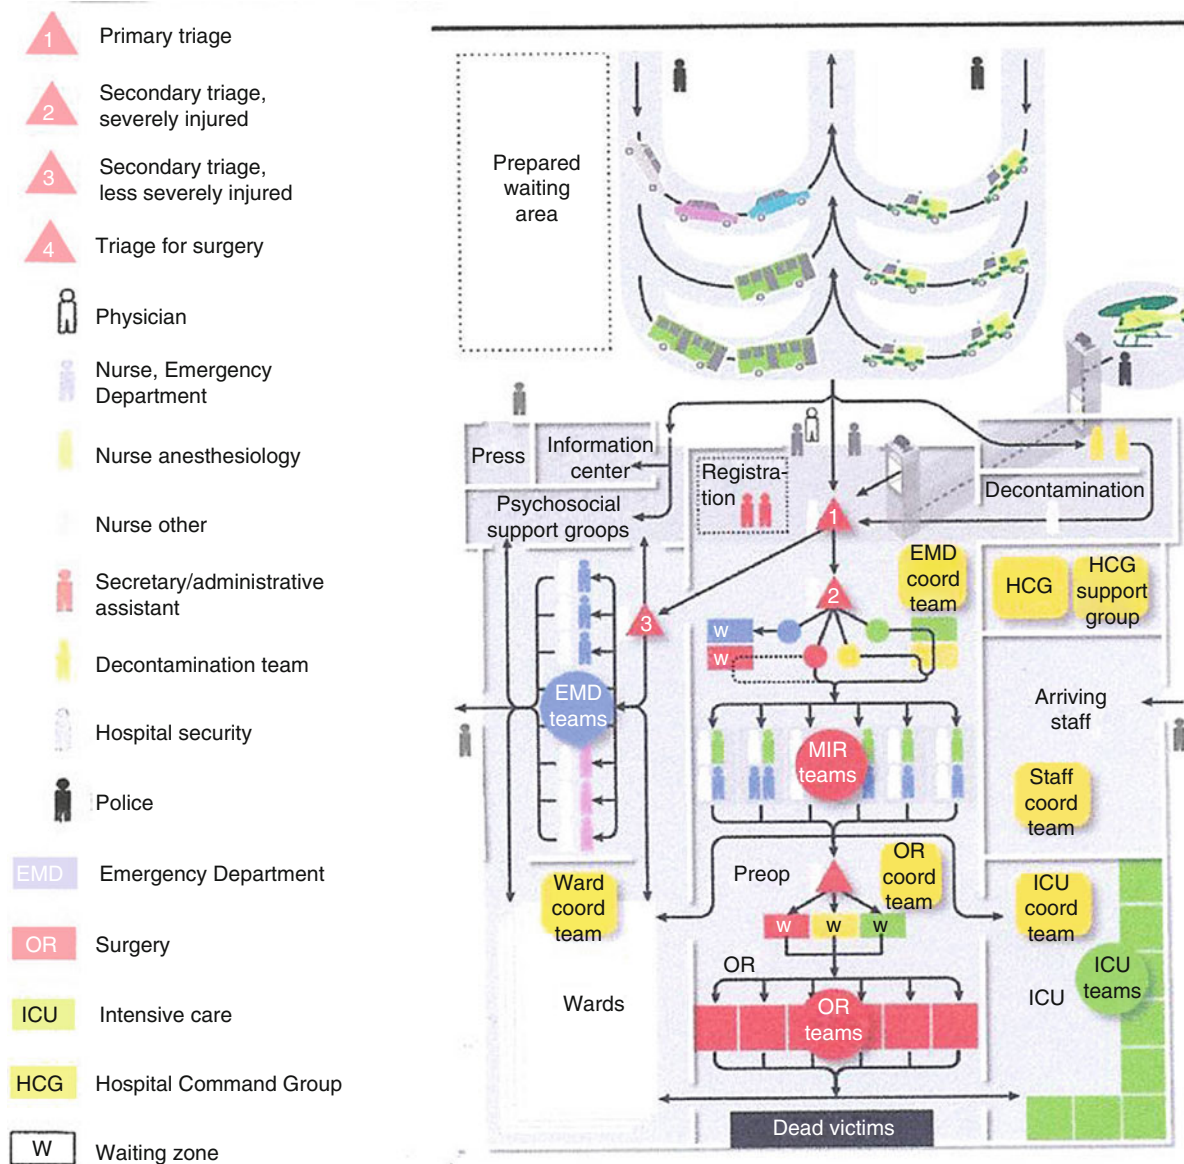 1
Primary triage
2
Secondary triage,
severely injured
3
Secondary triage,
less severely injured
4
Triage for surgery
Physician
Nurse, Emergency
Department
Nurse anesthesiology
Nurse other
Secretary/administrative
assistant
Decontamination team
Hospital security
Police
EMD
Emergency Department
OR
Surgery
ICU
Intensive care
HCG
Hospital Command Group
W
Waiting zone
Prepared
waiting
area
Press
Information
center
Psychosocial
support groops
Registra-
tion
Decontamination
1
2
3
EMD
coord
team
HCG
HCG
support
group
W
W
EMD
teams
MIR
teams
Arriving
staff
Staff
coord
team
Preop
OR
coord
team
Ward
coord
team
ICU
coord
team
W
W
W
OR
OR
teams
Wards
ICU
ICU
teams
Dead victims